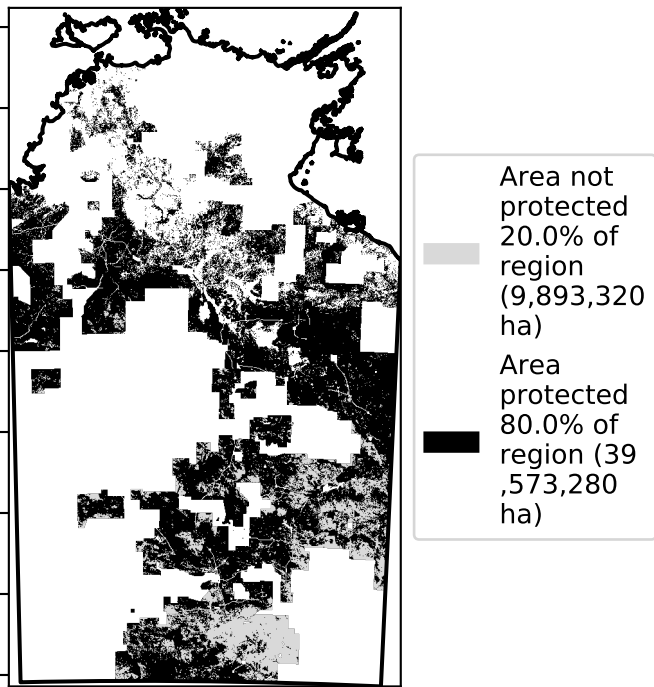 Area not
protected
20.0% of
region
(9,893,320
ha)
Area
protected
80.0% of
region (39
,573,280
ha)